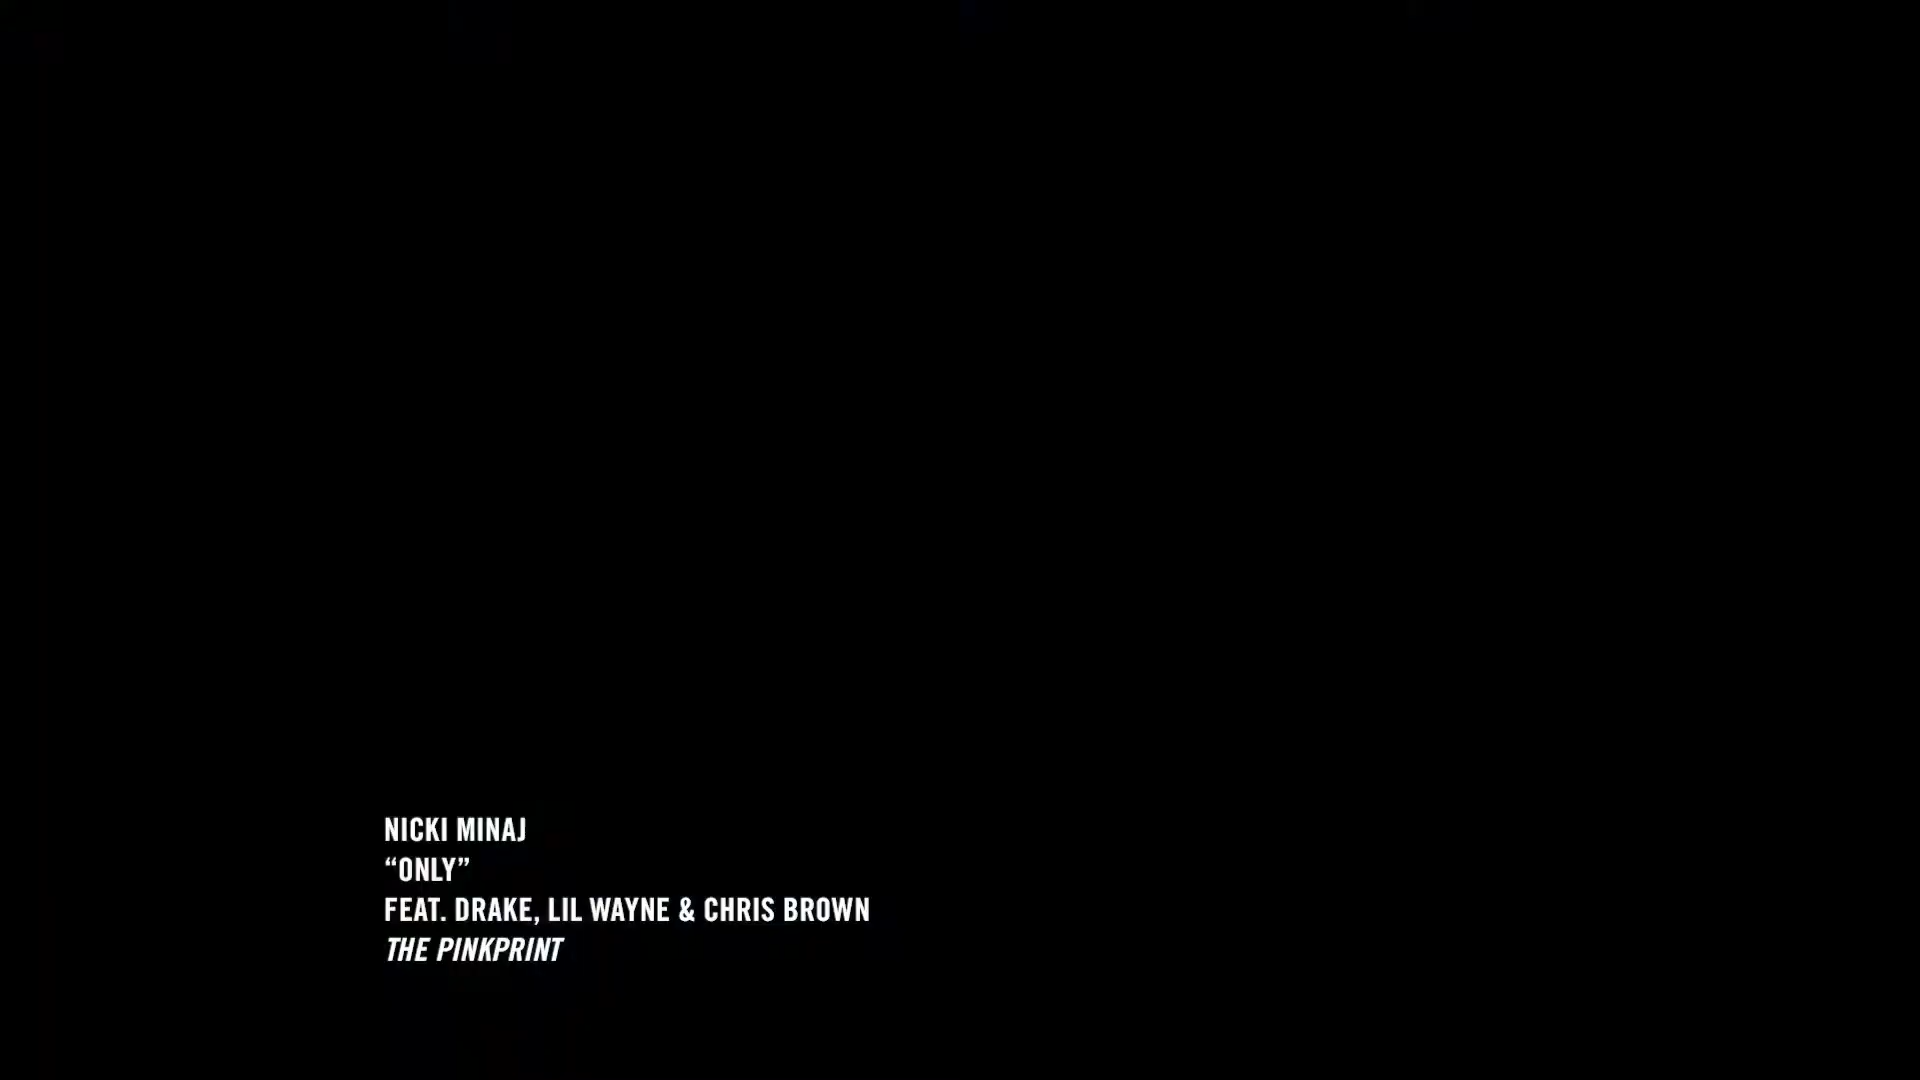 NICKI MINAJ
“ONLY”
FEAT. DRAKE, LIL WAYNE & CHRIS BROWN
THE PINKPRINT